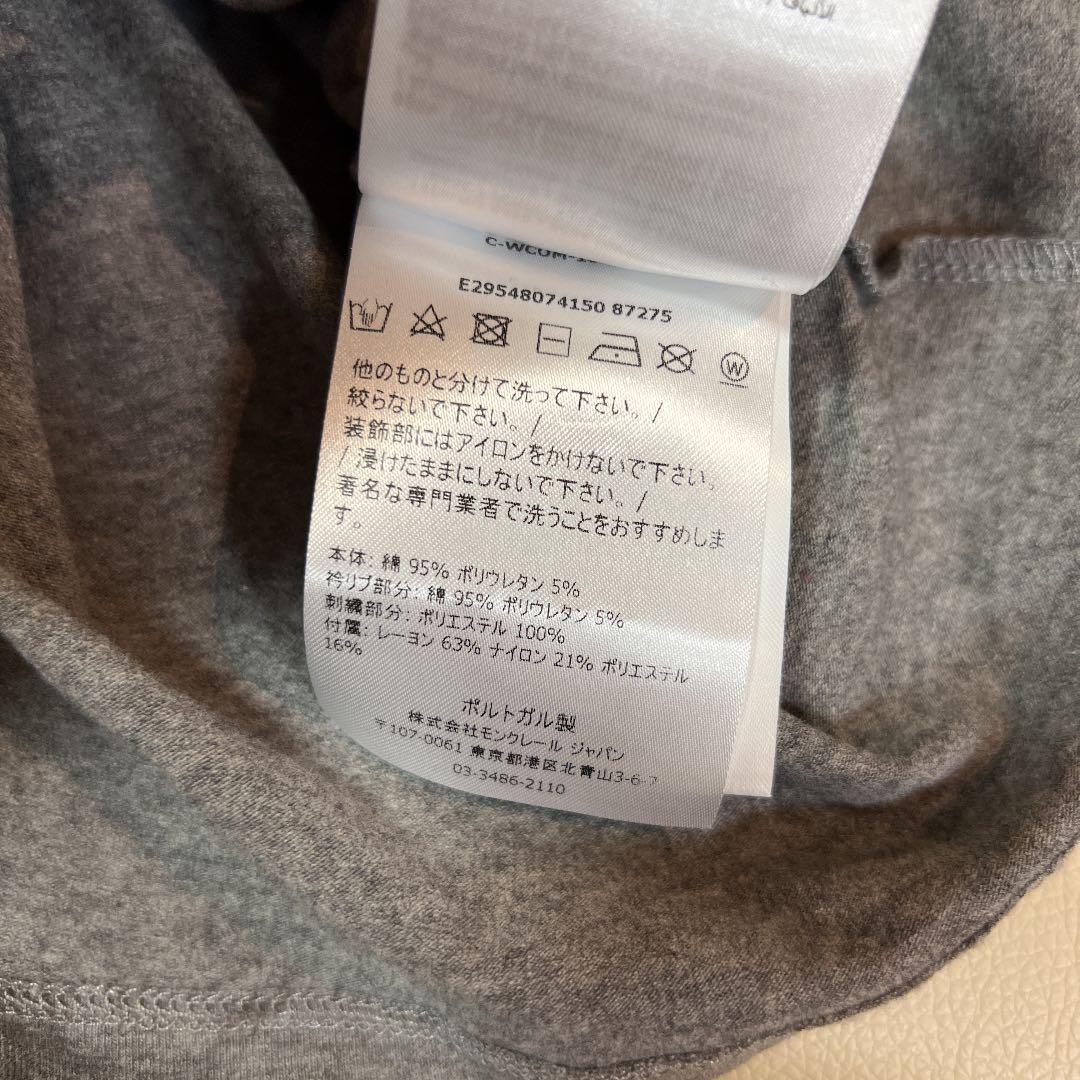 E29548074150 87275
W
他のものと分けて洗って下さい。/
絞らないで下さい。/
装飾部にはアイロンをかけないで下さい。
/ 浸けたままにしないで下さい。/
著名な専門業者で洗うことをおすすめしま
す。
本体: 綿 95% ポリウレタン 5%
衿リブ部分: 綿 95% ポリウレタン 5%
刺繍部分: ポリエステル 100%
付属: レーヨン 63% ナイロン 21% ポリエステル
16%
ポルトガル製
株式会社モンクレール ジャパン
〒107-0061 東京都港区北青山3-6-7
03-3486-2110